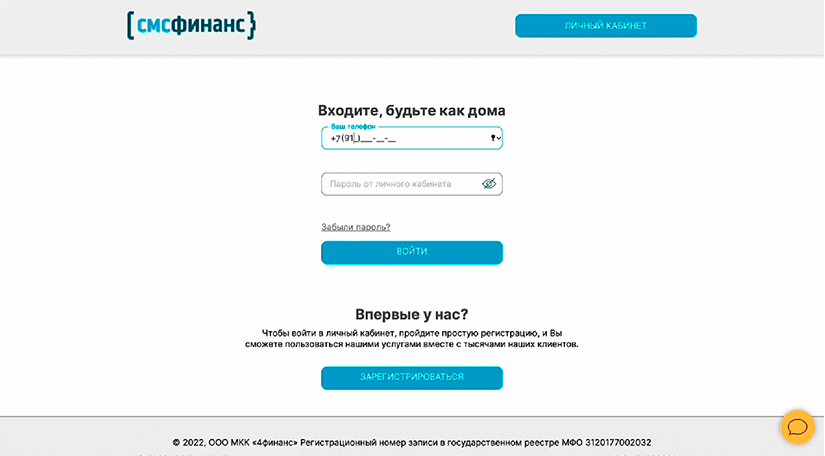 {смсфинанс}
ЛИЧНЫЙ КАБИНЕТ
Входите, будьте как дома
Ваш телефон
+7(91_)___-__-__
Пароль от личного кабинета
Забыли пароль?
ВОЙТИ
Впервые у нас?
Чтобы войти в личный кабинет, пройдите простую регистрацию, и Вы
сможете пользоваться нашими услугами вместе с тысячами наших клиентов.
ЗАРЕГИСТРИРОВАТЬСЯ
© 2022, ООО МКК «4финанс» Регистрационный номер записи в государственном реестре МФО 3120177002032